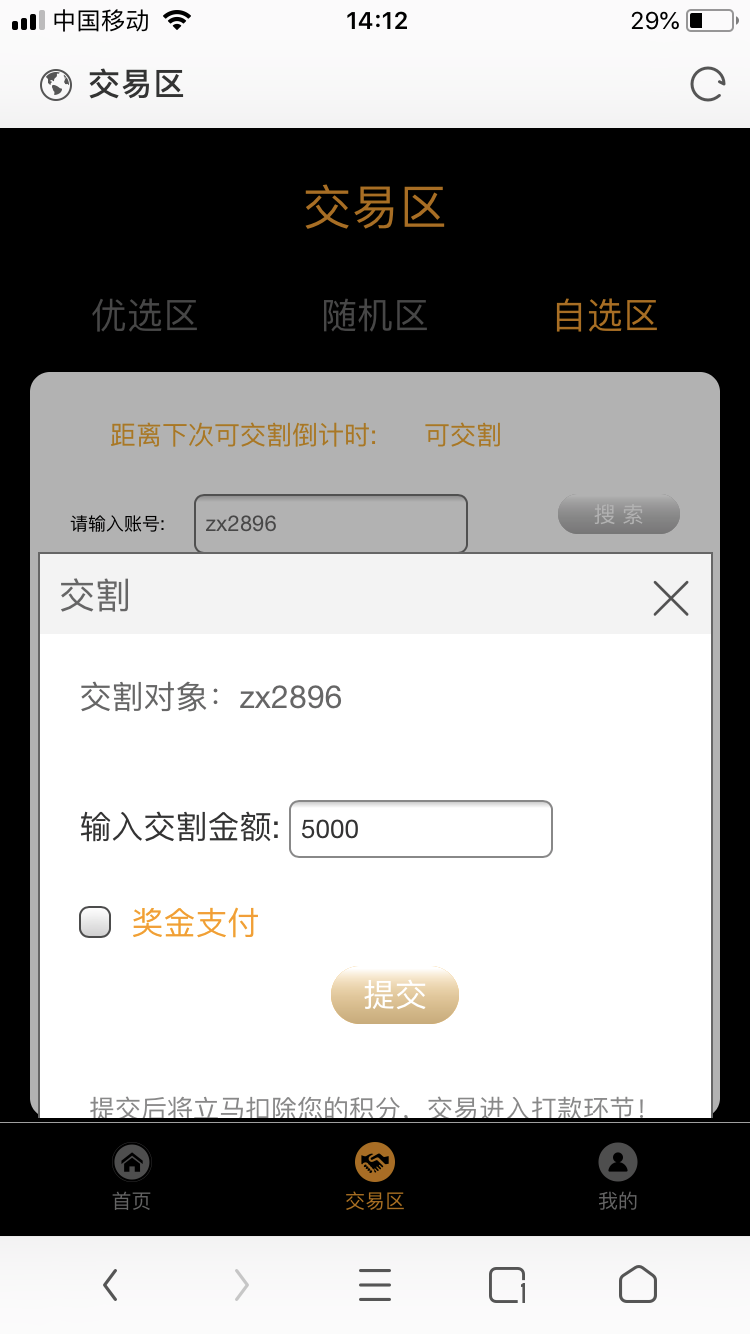 中国移动 14:12 29%
交易区
交易区
优选区 随机区 自选区
距离下次可交割倒计时: 可交割
请输入账号: zx2896 搜 索
交割
交割对象：zx2896
输入交割金额: 5000
奖金支付
提交
提交后将立马扣除您的积分，交易进入打款环节！
首页 交易区 我的
1